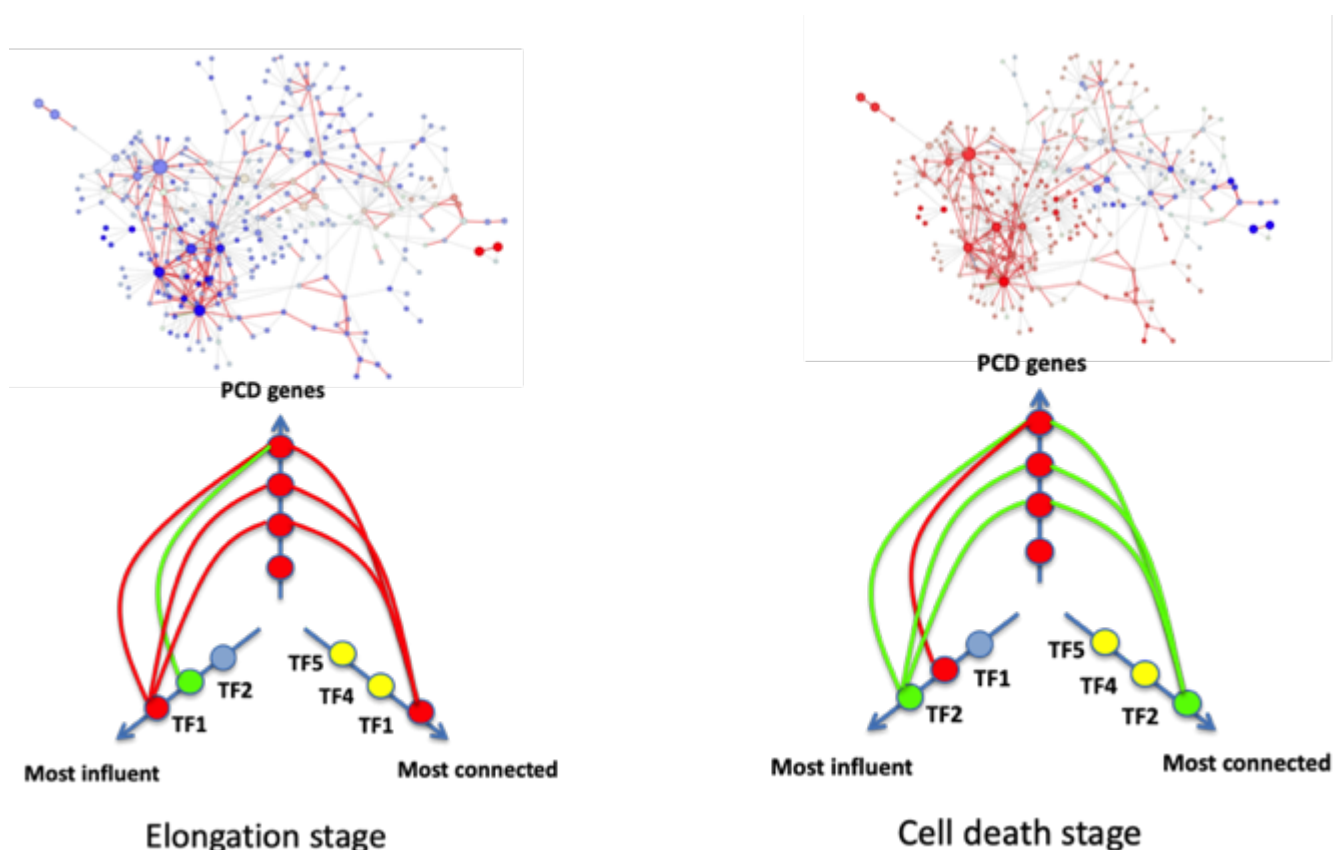 PCD genes
TF5
TF2
TF4
TF1
TF1
Most influent
Most connected
Elongation stage
PCD genes
TF5
TF1
TF4
TF2
TF2
Most influent
Most connected
Cell death stage